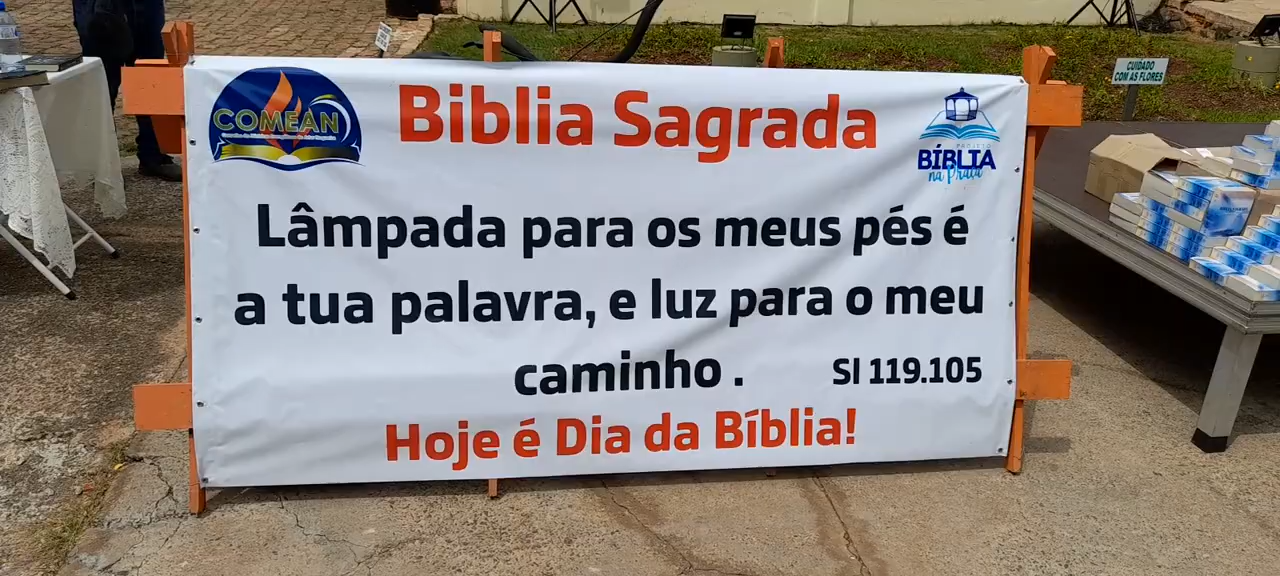 COMEAN
Biblia Sagrada
PROJETO
BÍBLIA
na Praça
Lâmpada para os meus pés é
a tua palavra, e luz para o meu
caminho .
Sl 119.105
Hoje é Dia da Bíblia!
CUIDADO
COM AS FLORES